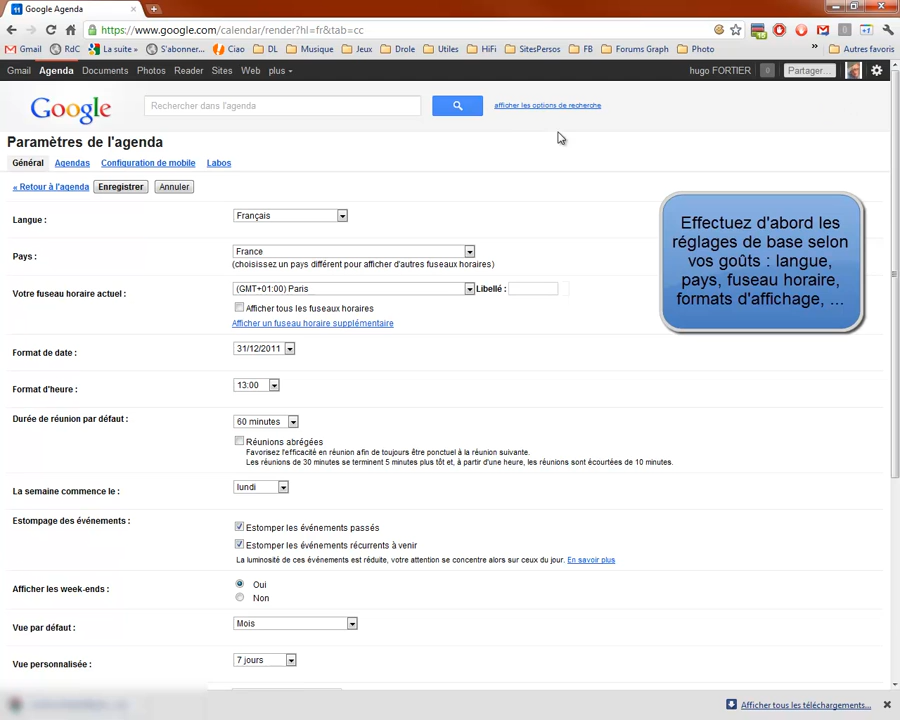 Google Agenda
https://www.google.com/calendar/render?hl=fr&tab=cc
Gmail RdC La suite » S'abonner... Ciao DL Musique Jeux Drole Utiles HiFi SitesPersos FB Forums Graph Photo » Autres favoris
Gmail Agenda Documents Photos Reader Sites Web plus hugo FORTIER 0 Partager...
Google Rechercher dans l'agenda afficher les options de recherche
Paramètres de l'agenda
Général Agendas Configuration de mobile Labos
« Retour à l'agenda Enregistrer Annuler
Langue : Français
Pays : France
(choisissez un pays différent pour afficher d'autres fuseaux horaires)
Votre fuseau horaire actuel : (GMT+01:00) Paris Libellé :
Afficher tous les fuseaux horaires
Afficher un fuseau horaire supplémentaire
Effectuez d'abord les
réglages de base selon
vos goûts : langue,
pays, fuseau horaire,
formats d'affichage, ...
Format de date : 31/12/2011
Format d'heure : 13:00
Durée de réunion par défaut : 60 minutes
Réunions abrégées
Favorisez l'efficacité en réunion afin de toujours être ponctuel à la réunion suivante.
Les réunions de 30 minutes se terminent 5 minutes plus tôt et, à partir d'une heure, les réunions sont écourtées de 10 minutes.
La semaine commence le : lundi
Estompage des événements :
Estomper les événements passés
Estomper les événements récurrents à venir
La luminosité de ces événements est réduite, votre attention se concentre alors sur ceux du jour. En savoir plus
Afficher les week-ends : Oui
Non
Vue par défaut : Mois
Vue personnalisée : 7 jours
Afficher tous les téléchargements...